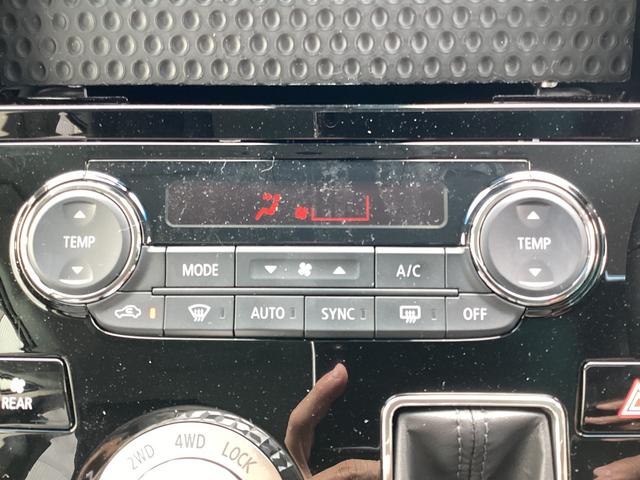 TEMP
TEMP
MODE
A/C
AUTO
SYNC
OFF
REAR
2WD
4WD
LOCK